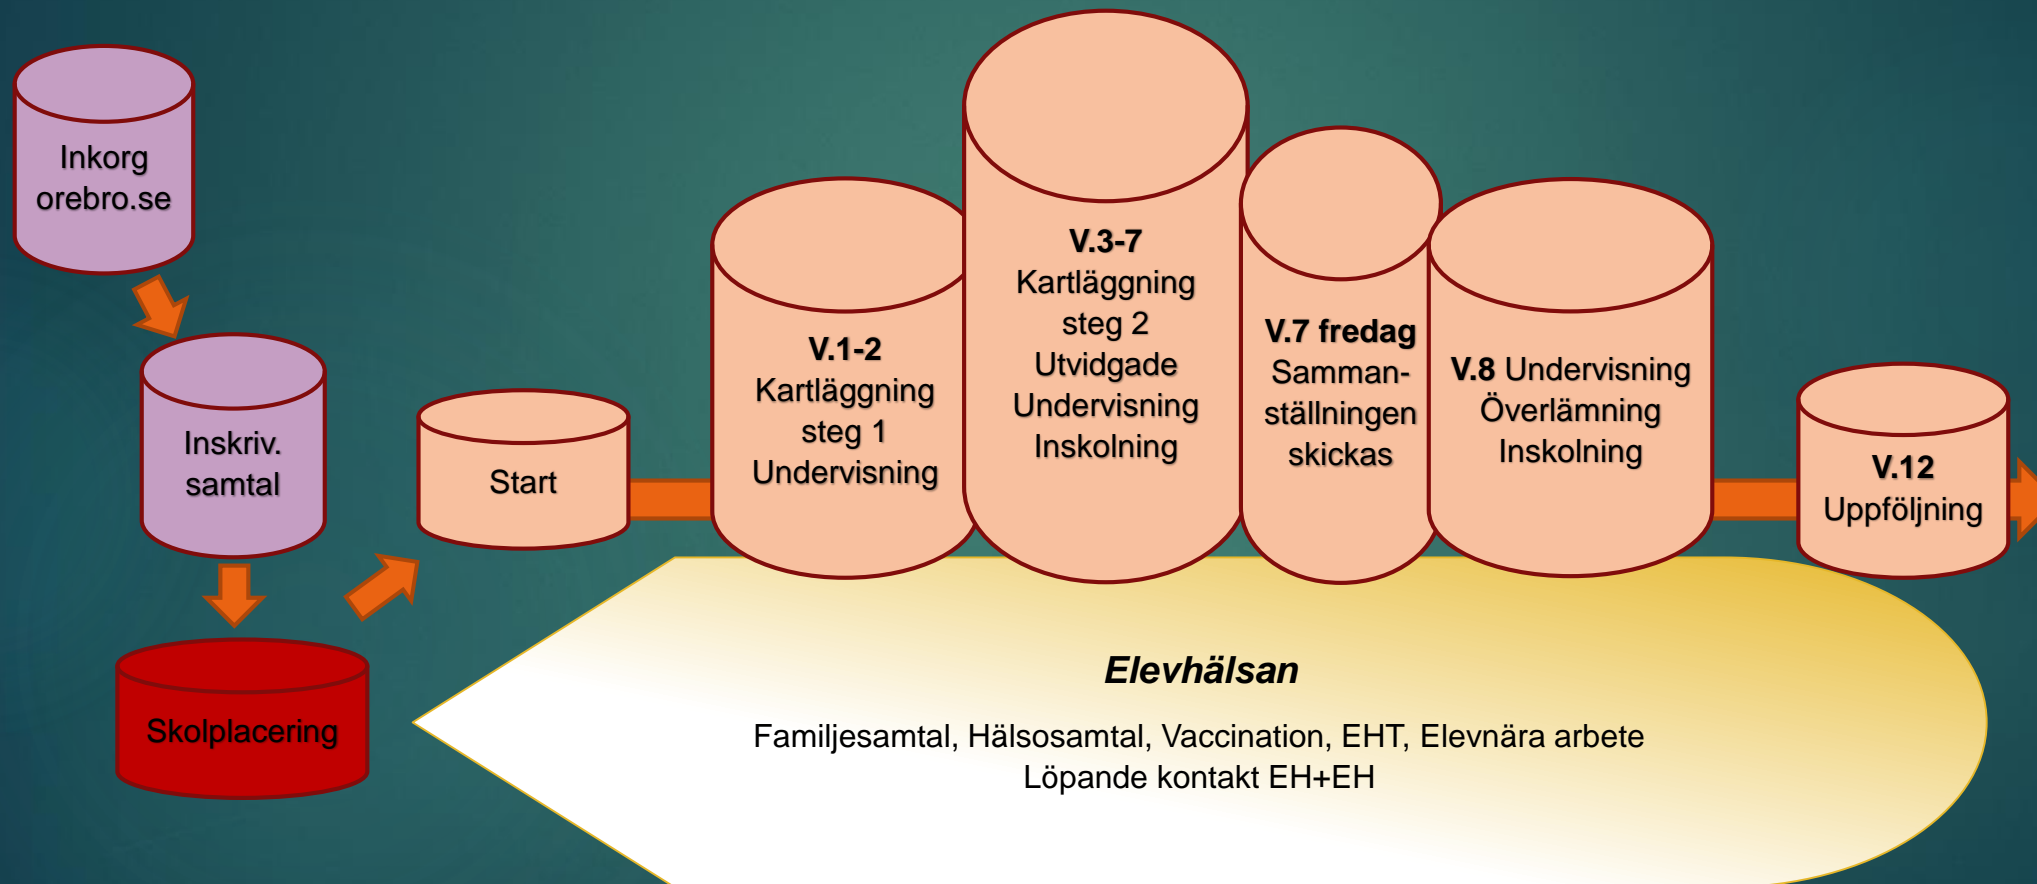 Inkorg
orebro.se
Inskriv.
samtal
Skolplacering
Start
V.1-2
Kartläggning
steg 1
Undervisning
V.3-7
Kartläggning
steg 2
Utvidgade
Undervisning
Inskolning
V.7 fredag
Samman-
ställningen
skickas
V.8 Undervisning
Överlämning
Inskolning
V.12
Uppföljning
Elevhälsan
Familjesamtal, Hälsosamtal, Vaccination, EHT, Elevnära arbete
Löpande kontakt EH+EH